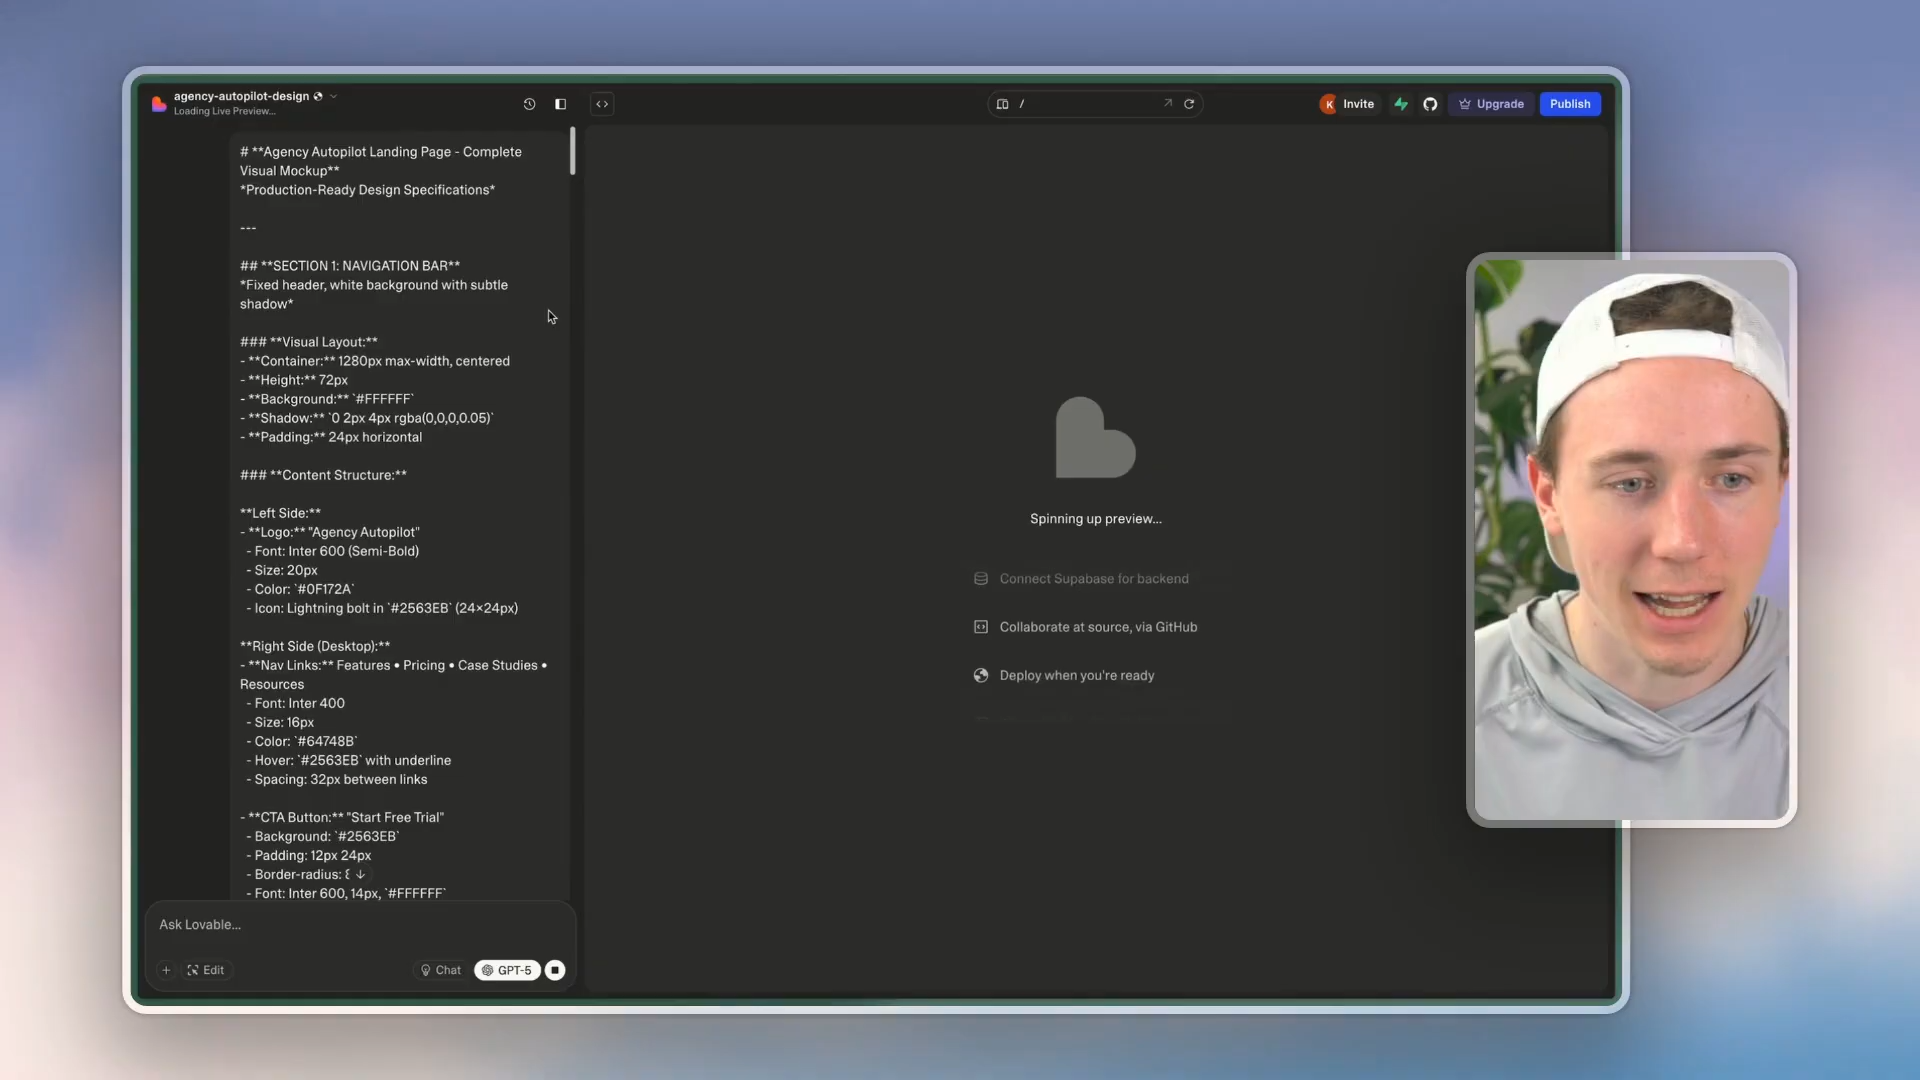 agency-autopilot-design
Loading Live Preview...
/
K
Invite
Upgrade
Publish
# **Agency Autopilot Landing Page - Complete
Visual Mockup**
*Production-Ready Design Specifications*
---
## **SECTION 1: NAVIGATION BAR**
*Fixed header, white background with subtle
shadow*
### **Visual Layout:**
- **Container:** 1280px max-width, centered
- **Height:** 72px
- **Background:** `#FFFFFF`
- **Shadow:** `0 2px 4px rgba(0,0,0,0.05)`
- **Padding:** 24px horizontal
### **Content Structure:**
**Left Side:**
- **Logo:** "Agency Autopilot"
- Font: Inter 600 (Semi-Bold)
- Size: 20px
- Color: `#0F172A`
- Icon: Lightning bolt in `#2563EB` (24×24px)
**Right Side (Desktop):**
- **Nav Links:** Features • Pricing • Case Studies •
Resources
- Font: Inter 400
- Size: 16px
- Color: `#64748B`
- Hover: `#2563EB` with underline
- Spacing: 32px between links
- **CTA Button:** "Start Free Trial"
- Background: `#2563EB`
- Padding: 12px 24px
- Border-radius:
- Font: Inter 600, 14px, `#FFFFFF`
Ask Lovable...
Edit
Chat
GPT-5
Spinning up preview...
Connect Supabase for backend
Collaborate at source, via GitHub
Deploy when you're ready